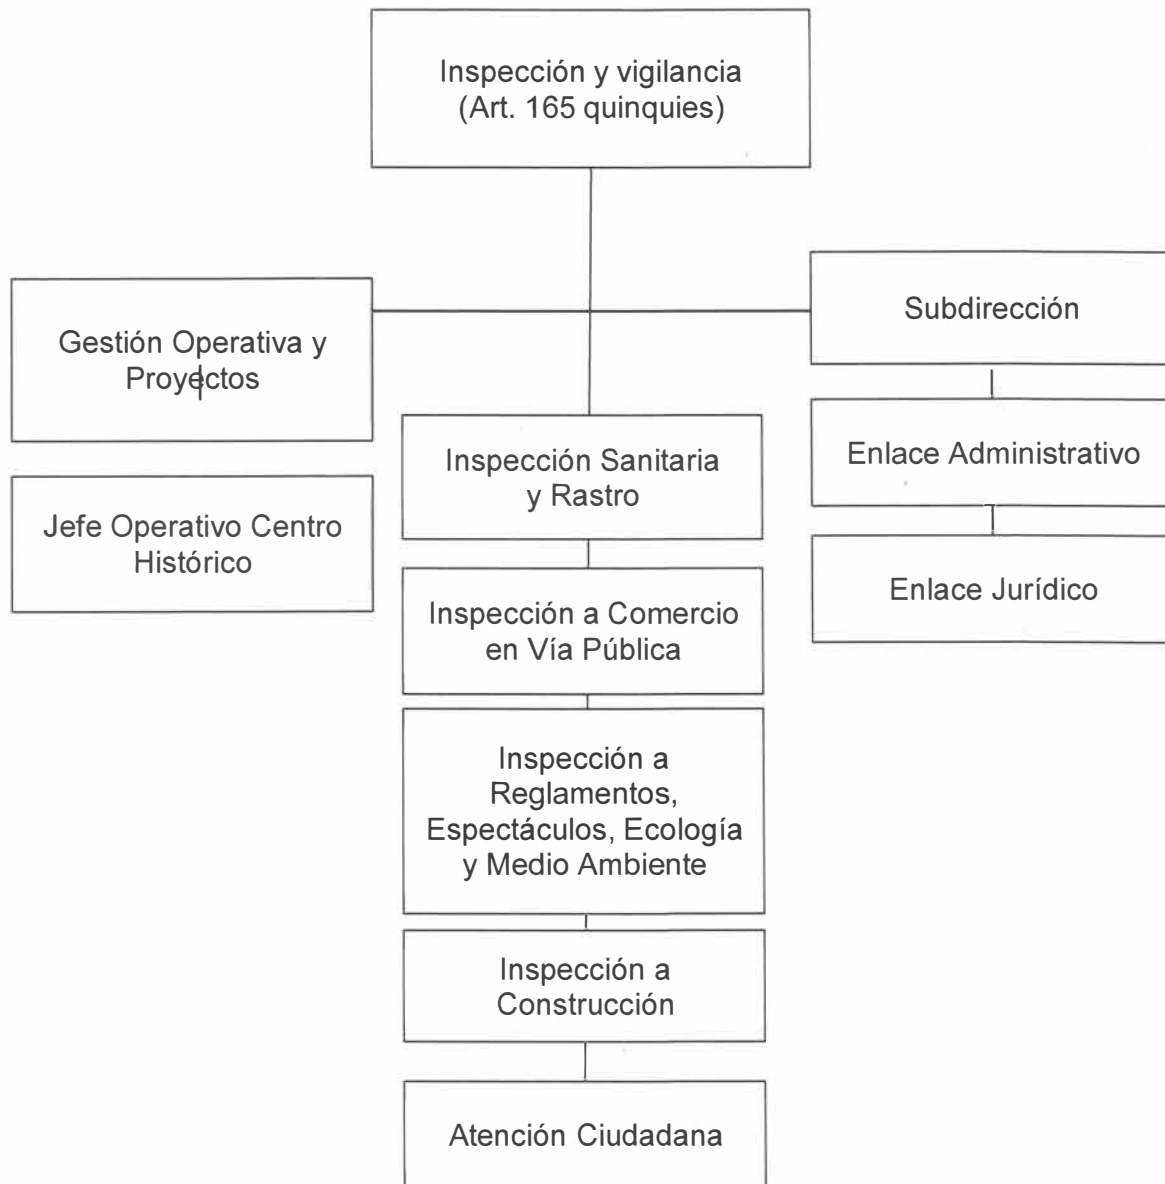 Inspección y vigilancia
(Art. 165 quinquies)
Gestión Operativa y
Proyectos
Subdirección
Inspección Sanitaria
y Rastro
Enlace Administrativo
Jefe Operativo Centro
Histórico
Inspección a Comercio
en Vía Pública
Enlace Jurídico
Inspección a
Reglamentos,
Espectáculos, Ecología
y Medio Ambiente
Inspección a
Construcción
Atención Ciudadana